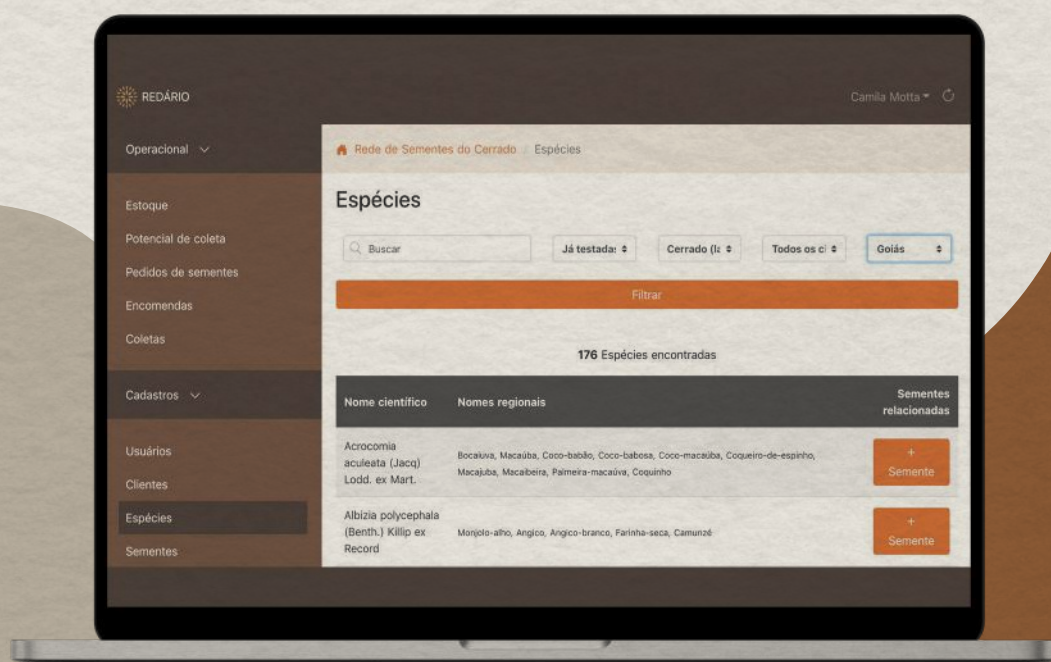 REDÁRIO
Camila Motta
Operacional
Rede de Sementes do Cerrado / Espécies
Estoque
Potencial de coleta
Pedidos de sementes
Encomendas
Coletas
Cadastros
Usuários
Clientes
Espécies
Sementes
Espécies
Buscar
Já testadas
Cerrado (la
Todos os ci
Goiás
Filtrar
176 Espécies encontradas
Nome científico
Nomes regionais
Sementes
relacionadas
Acrocomia
aculeata (Jacq)
Lodd. ex Mart.
Bocaiuva, Macaúba, Coco-babão, Coco-babosa, Coco-macaúba, Coqueiro-de-espinho,
Macajuba, Macaibeira, Palmeira-macaúva, Coquinho
+
Semente
Albizia polycephala
(Benth.) Killip ex
Record
Monjolo-alho, Angico, Angico-branco, Farinha-seca, Camunzé
+
Semente